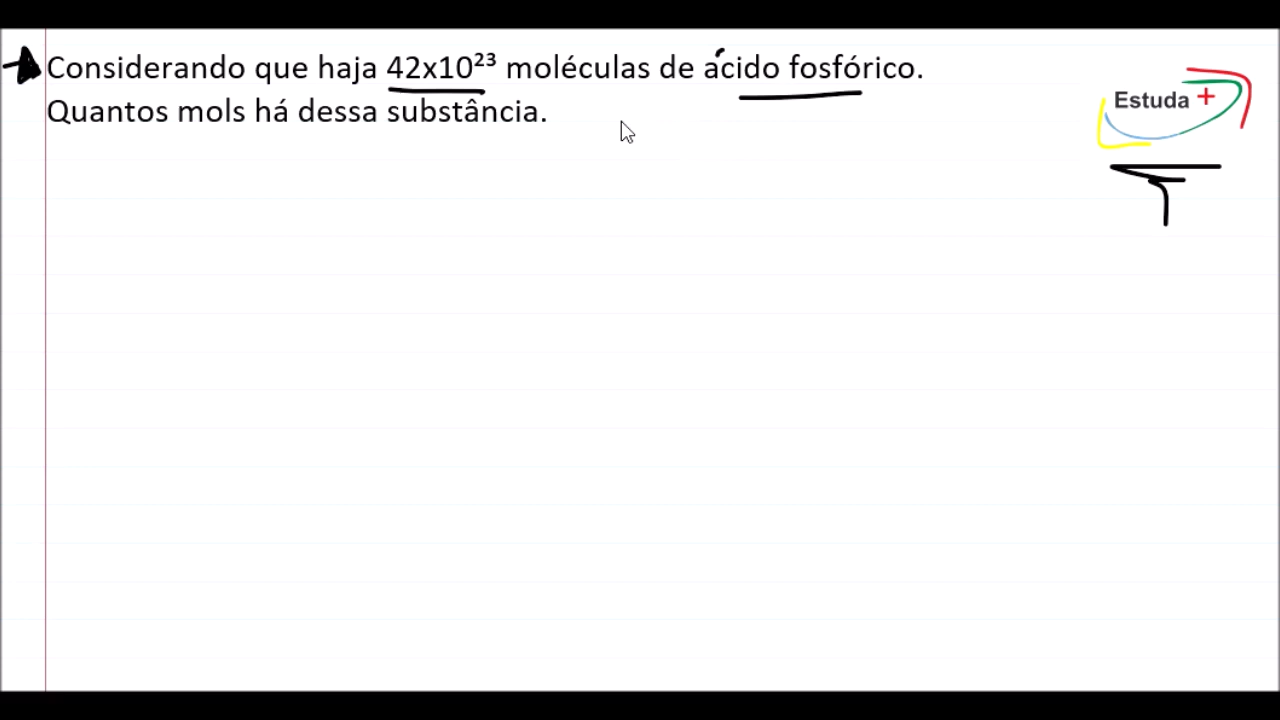 Considerando que haja 42x10²³ moléculas de ácido fosfórico.
Quantos mols há dessa substância.
Estuda +